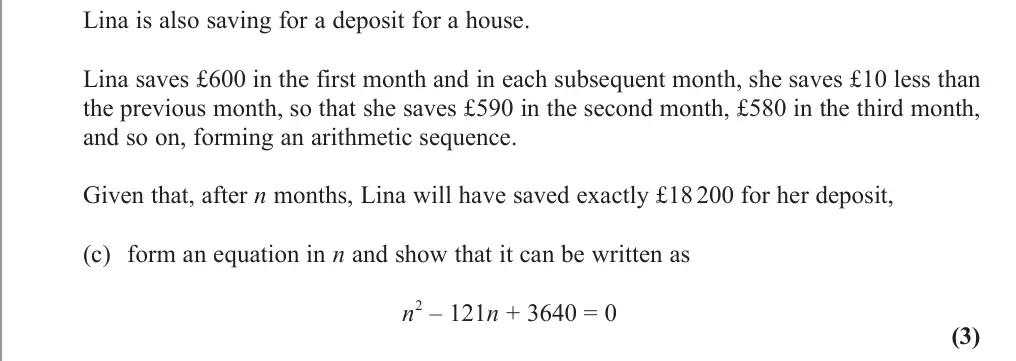 Lina is also saving for a deposit for a house.
Lina saves £600 in the first month and in each subsequent month, she saves £10 less than
the previous month, so that she saves £590 in the second month, £580 in the third month,
and so on, forming an arithmetic sequence.
Given that, after n months, Lina will have saved exactly £18 200 for her deposit,
(c) form an equation in n and show that it can be written as
n² – 121n + 3640 = 0
(3)